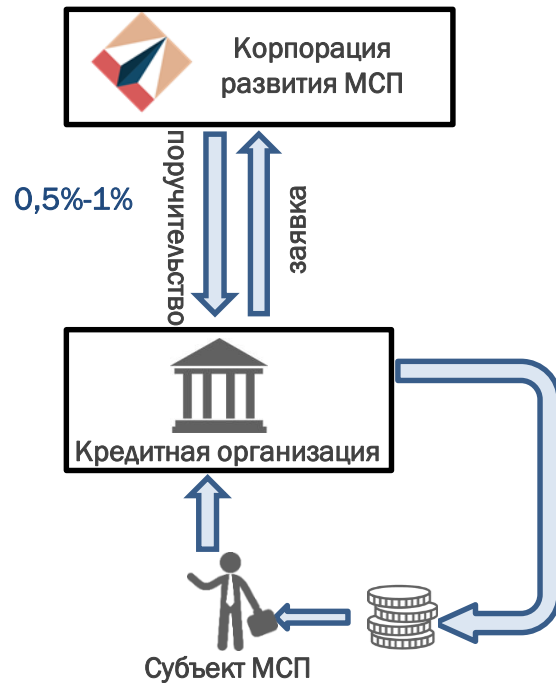 Корпорация
развития МСП
0,5%-1%
поручительство
заявка
Кредитная организация
Субъект МСП